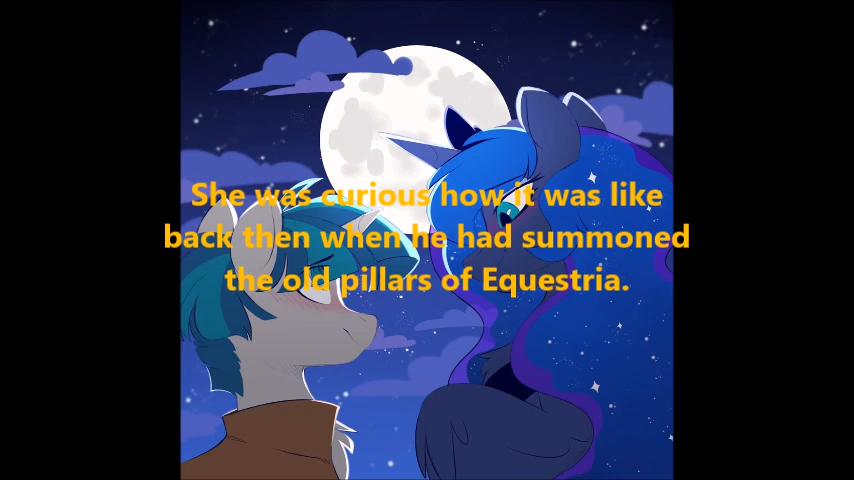 She was curious how it was like
back then when he had summoned
the old pillars of Equestria.